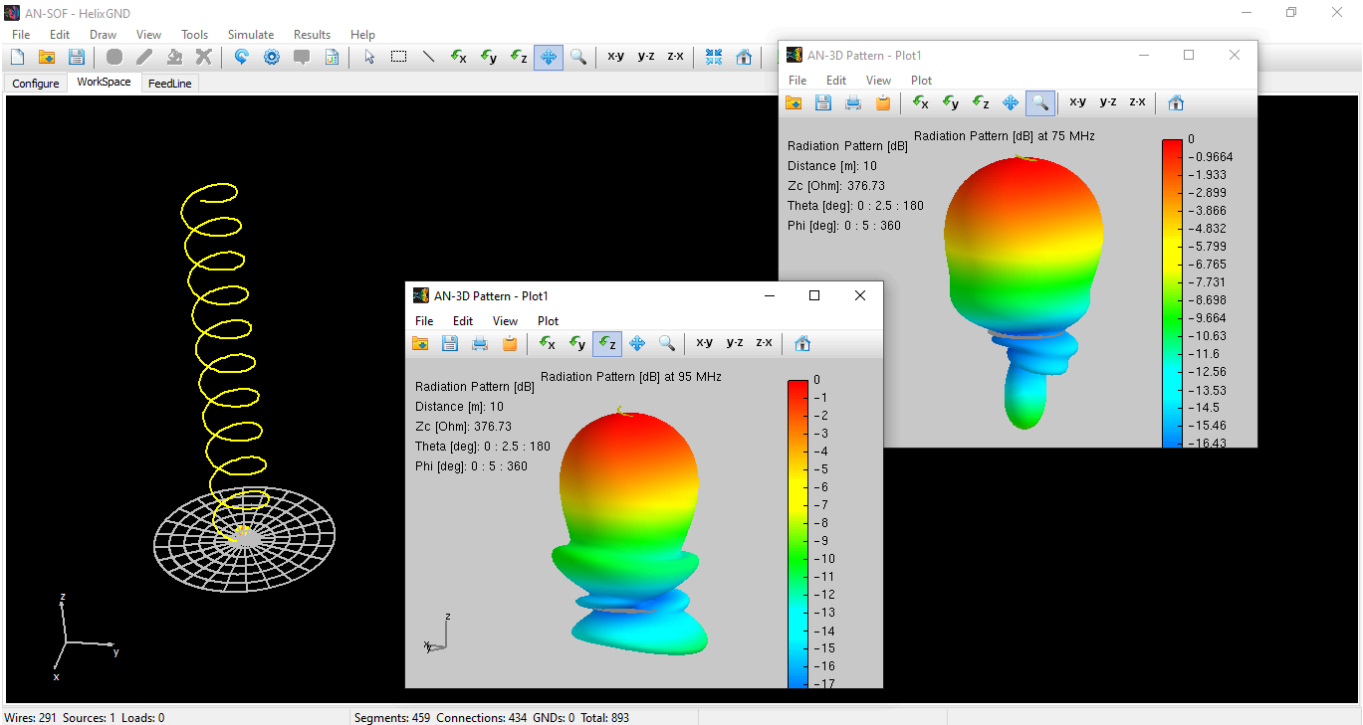 AN-SOF - HelixGND
File Edit Draw View Tools Simulate Results Help
x y z x-y y-z z-x
Configure WorkSpace FeedLine
z
y
x
AN-3D Pattern - Plot1
File Edit View Plot
x y z x-y y-z z-x
Radiation Pattern [dB] at 75 MHz
Radiation Pattern [dB]
Distance [m]: 10
Zc [Ohm]: 376.73
Theta [deg]: 0 : 2.5 : 180
Phi [deg]: 0 : 5 : 360
0
-0.9664
-1.933
-2.899
-3.866
-4.832
-5.799
-6.765
-7.731
-8.698
-9.664
-10.63
-11.6
-12.56
-13.53
-14.5
-15.46
-16.43
AN-3D Pattern - Plot1
File Edit View Plot
x y z x-y y-z z-x
Radiation Pattern [dB] at 95 MHz
Radiation Pattern [dB]
Distance [m]: 10
Zc [Ohm]: 376.73
Theta [deg]: 0 : 2.5 : 180
Phi [deg]: 0 : 5 : 360
0
-1
-2
-3
-4
-5
-6
-7
-8
-9
-10
-11
-12
-13
-14
-15
-16
-17
z
Wires: 291 Sources: 1 Loads: 0 Segments: 459 Connections: 434 GNDs: 0 Total: 893